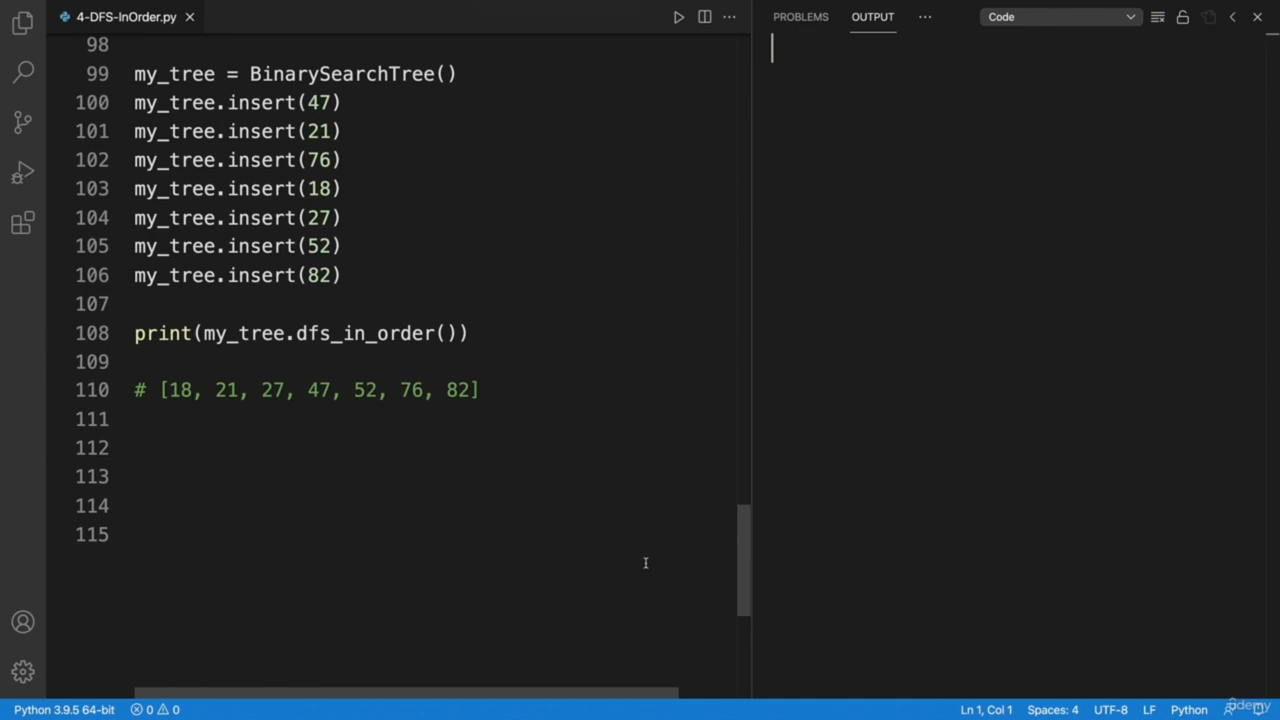 4-DFS-InOrder.py
98
99 my_tree = BinarySearchTree()
100 my_tree.insert(47)
101 my_tree.insert(21)
102 my_tree.insert(76)
103 my_tree.insert(18)
104 my_tree.insert(27)
105 my_tree.insert(52)
106 my_tree.insert(82)
107
108 print(my_tree.dfs_in_order())
109
110 # [18, 21, 27, 47, 52, 76, 82]
111
112
113
114
115
PROBLEMS OUTPUT ··· Code
Python 3.9.5 64-bit 0 0 Ln 1, Col 1 Spaces: 4 UTF-8 LF Python
ûdemy